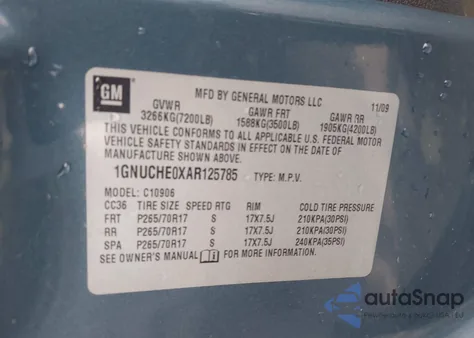 GM
MFD BY GENERAL MOTORS LLC 11/09
GVWR GAWR FRT GAWR RR
3266KG(7200LB) 1588KG(3500LB) 1905KG(4200LB)
THIS VEHICLE CONFORMS TO ALL APPLICABLE U.S. FEDERAL MOTOR
VEHICLE SAFETY STANDARDS IN EFFECT ON THE DATE OF
MANUFACTURE SHOWN ABOVE.
1GNUCHE0XAR125785 TYPE: M.P.V.
MODEL: C10906
CC36 TIRE SIZE SPEED RTG RIM COLD TIRE PRESSURE
FRT P265/70R17 S 17X7.5J 210KPA(30PSI)
RR P265/70R17 S 17X7.5J 210KPA(30PSI)
SPA P265/70R17 S 17X7.5J 240KPA(35PSI)
SEE OWNER'S MANUAL FOR MORE INFORMATION.
autaSnap